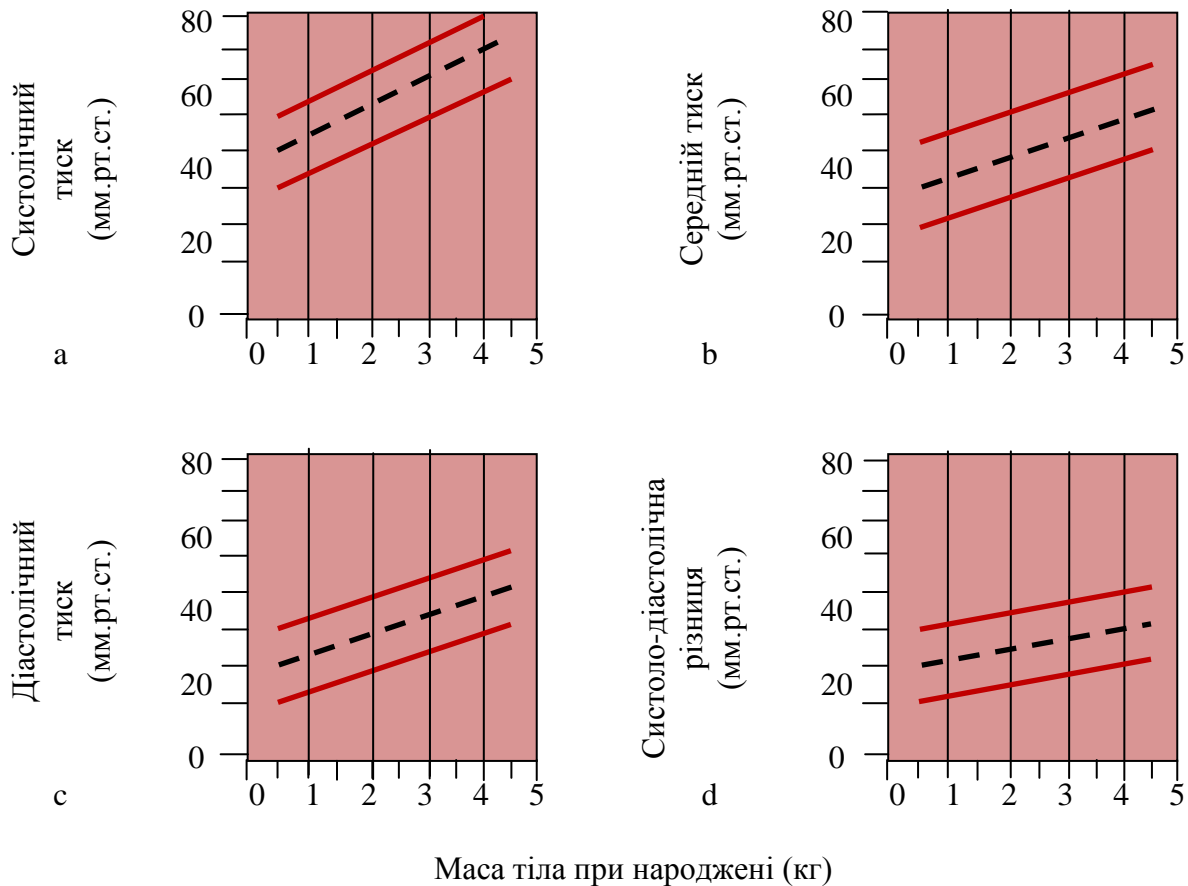 80
60
40
20
0
Систолічний
тиск
(мм.рт.ст.)
0 1 2 3 4 5
a
80
60
40
20
0
Середній тиск
(мм.рт.ст.)
0 1 2 3 4 5
b
80
60
40
20
0
Діастолічний
тиск
(мм.рт.ст.)
0 1 2 3 4 5
c
80
60
40
20
0
Систоло-діастолічна
різниця
(мм.рт.ст.)
0 1 2 3 4 5
d
Маса тіла при народжені (кг)